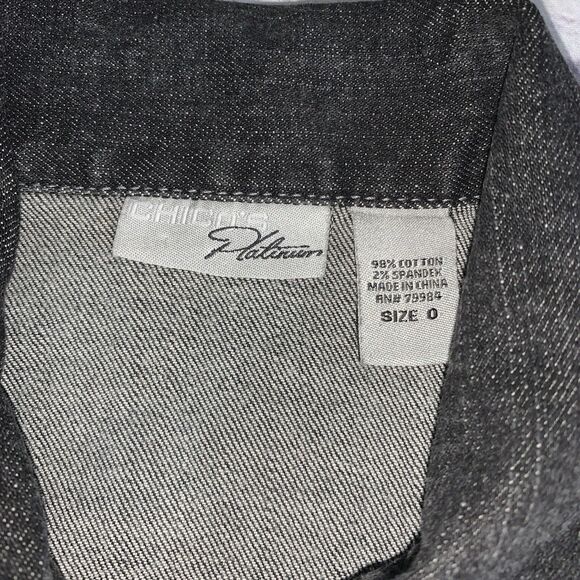 CHICO'S
Platinum
98% COTTON
2% SPANDEX
MADE IN CHINA
RN# 79984
SIZE 0